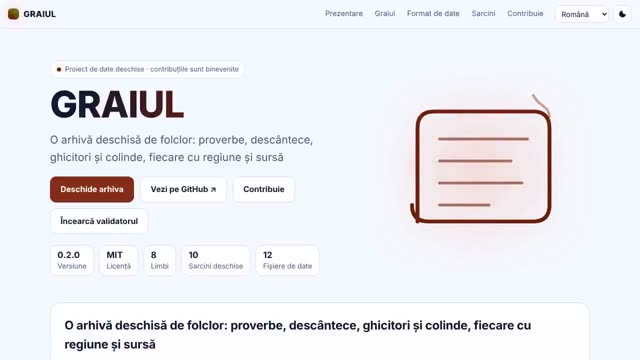 GRAIUL
Prezentare
Graiul
Format de date
Sarcini
Contribuie
Română
Proiect de date deschise · contribuțiile sunt binevenite
GRAIUL
O arhivă deschisă de folclor: proverbe, descântece,
ghicitori și colinde, fiecare cu regiune și sursă
Deschide arhiva
Vezi pe GitHub ↗
Contribuie
Încearcă validatorul
0.2.0
Versiune
MIT
Licență
8
Limbi
10
Sarcini deschise
12
Fișiere de date
O arhivă deschisă de folclor: proverbe, descântece, ghicitori și colinde, fiecare cu
regiune și sursă